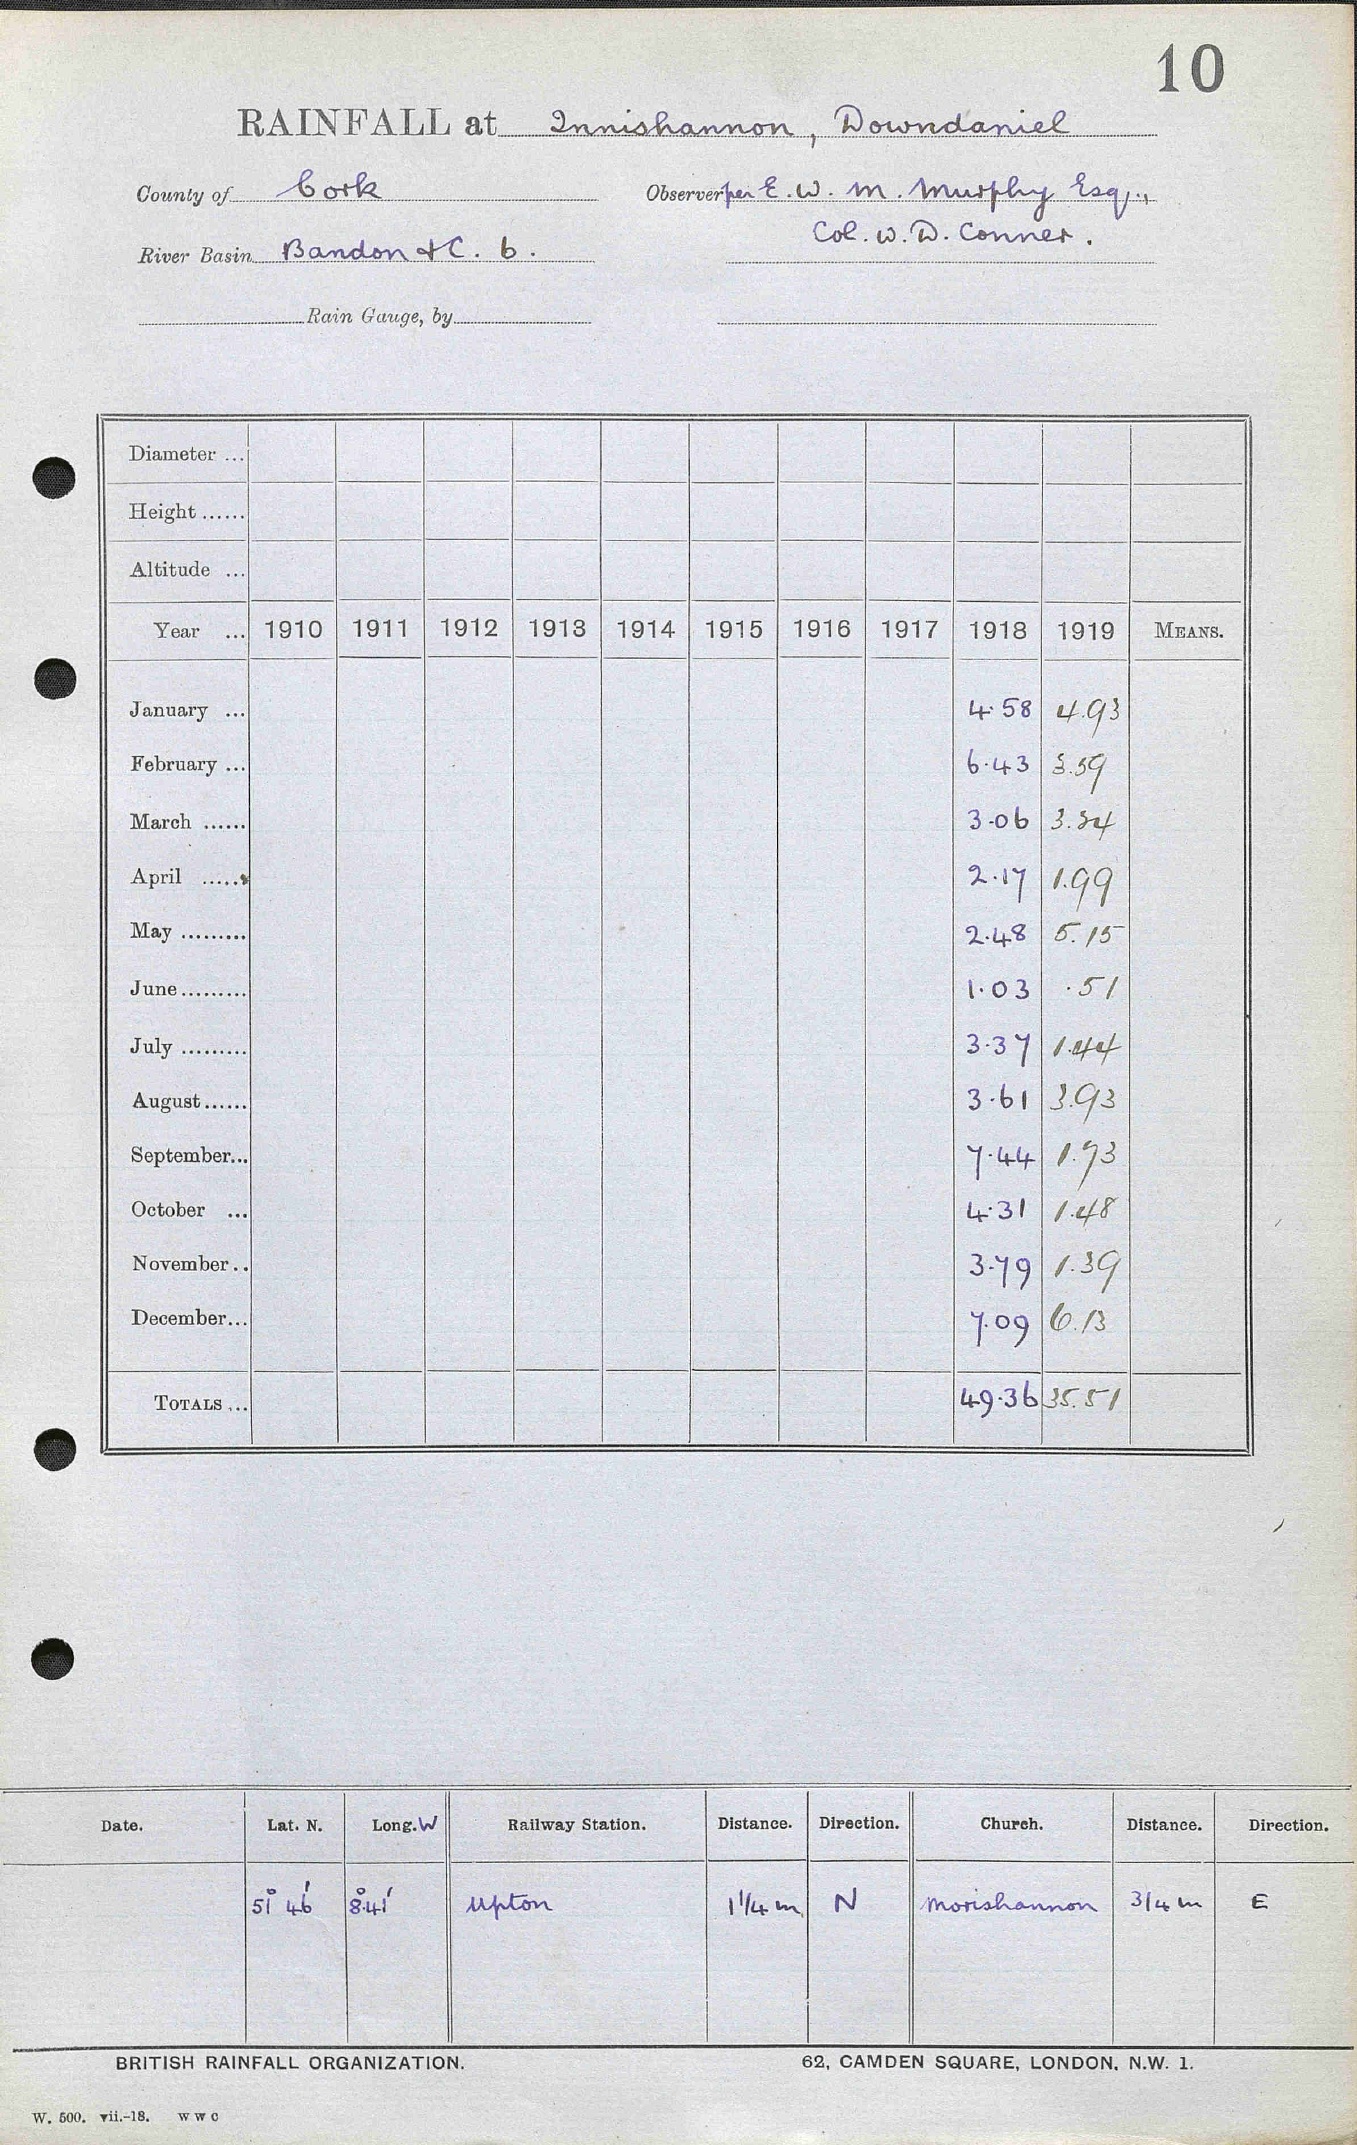 10
RAINFALL at Innishannon, Downdaniel
County of Cork Observer per E. W. M. Murphy Esq.,
Col. W. D. Conner.
River Basin Bandon &C. 6.
Rain Gauge, by
Diameter ...
Height ......
Altitude ...
Year ... 1910 1911 1912 1913 1914 1915 1916 1917 1918 1919 MEANS.
January ... 4.58 4.93
February ... 6.43 3.59
March ...... 3.06 3.24
April ...... 2.17 1.99
May ......... 2.48 5.15
June ......... 1.03 .51
July ......... 3.37 1.44
August ...... 3.61 3.93
September... 7.44 1.73
October ... 4.31 1.48
November .. 3.79 1.39
December... 7.09 6.13
TOTALS ... 49.36 35.51
Date. Lat. N. Long. W Railway Station. Distance. Direction. Church. Distance. Direction.
51° 46' 8° 41' Upton 1 1/4 m N Morishannon 3/4 m E
BRITISH RAINFALL ORGANIZATION. 62, CAMDEN SQUARE, LONDON, N.W. 1.
W. 500. vii.-18. W W C